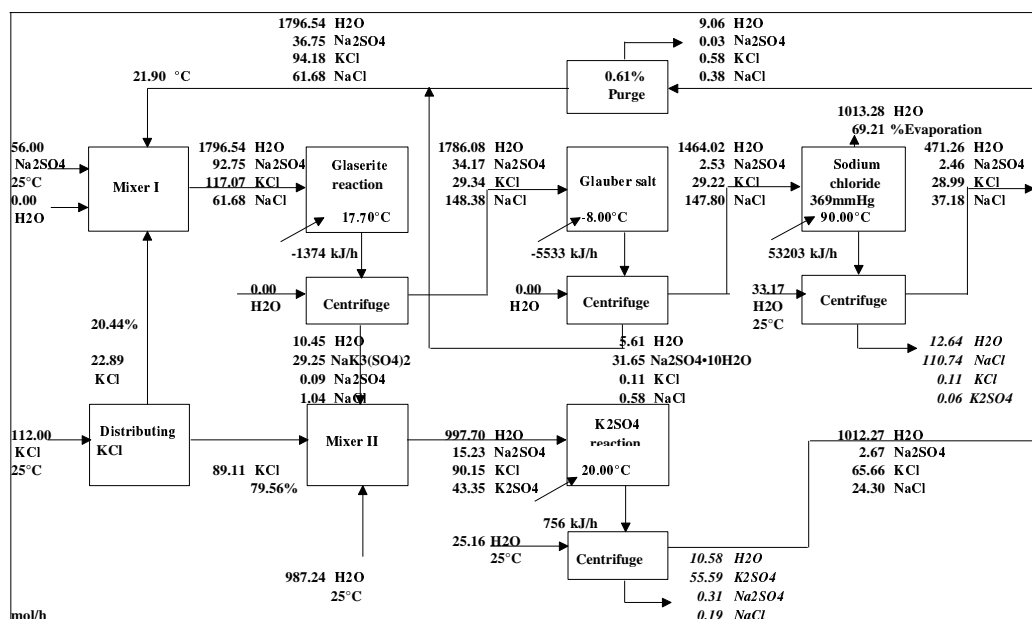 1796.54 H2O
36.75 Na2SO4
94.18 KCl
61.68 NaCl
9.06 H2O
0.03 Na2SO4
0.58 KCl
0.38 NaCl
21.90 °C
0.61%
Purge
1013.28 H2O
69.21 %Evaporation
56.00
Na2SO4
25°C
0.00
H2O
Mixer I
1796.54 H2O
92.75 Na2SO4
117.07 KCl
61.68 NaCl
Glaserite
reaction
17.70°C
-1374 kJ/h
1786.08 H2O
34.17 Na2SO4
29.34 KCl
148.38 NaCl
Glauber salt
-8.00°C
-5533 kJ/h
1464.02 H2O
2.53 Na2SO4
29.22 KCl
147.80 NaCl
Sodium
chloride
369mmHg
90.00°C
53203 kJ/h
471.26 H2O
2.46 Na2SO4
28.99 KCl
37.18 NaCl
0.00
H2O
Centrifuge
0.00
H2O
Centrifuge
33.17
H2O
25°C
Centrifuge
20.44%
22.89
KCl
10.45 H2O
29.25 NaK3(SO4)2
0.09 Na2SO4
1.04 NaCl
5.61 H2O
31.65 Na2SO4•10H2O
0.11 KCl
0.58 NaCl
12.64 H2O
110.74 NaCl
0.11 KCl
0.06 K2SO4
112.00
KCl
25°C
Distributing
KCl
89.11 KCl
79.56%
Mixer II
997.70 H2O
15.23 Na2SO4
90.15 KCl
43.35 K2SO4
K2SO4
reaction
20.00°C
756 kJ/h
1012.27 H2O
2.67 Na2SO4
65.66 KCl
24.30 NaCl
25.16 H2O
25°C
Centrifuge
987.24 H2O
25°C
10.58 H2O
55.59 K2SO4
0.31 Na2SO4
0.19 NaCl
mol/h